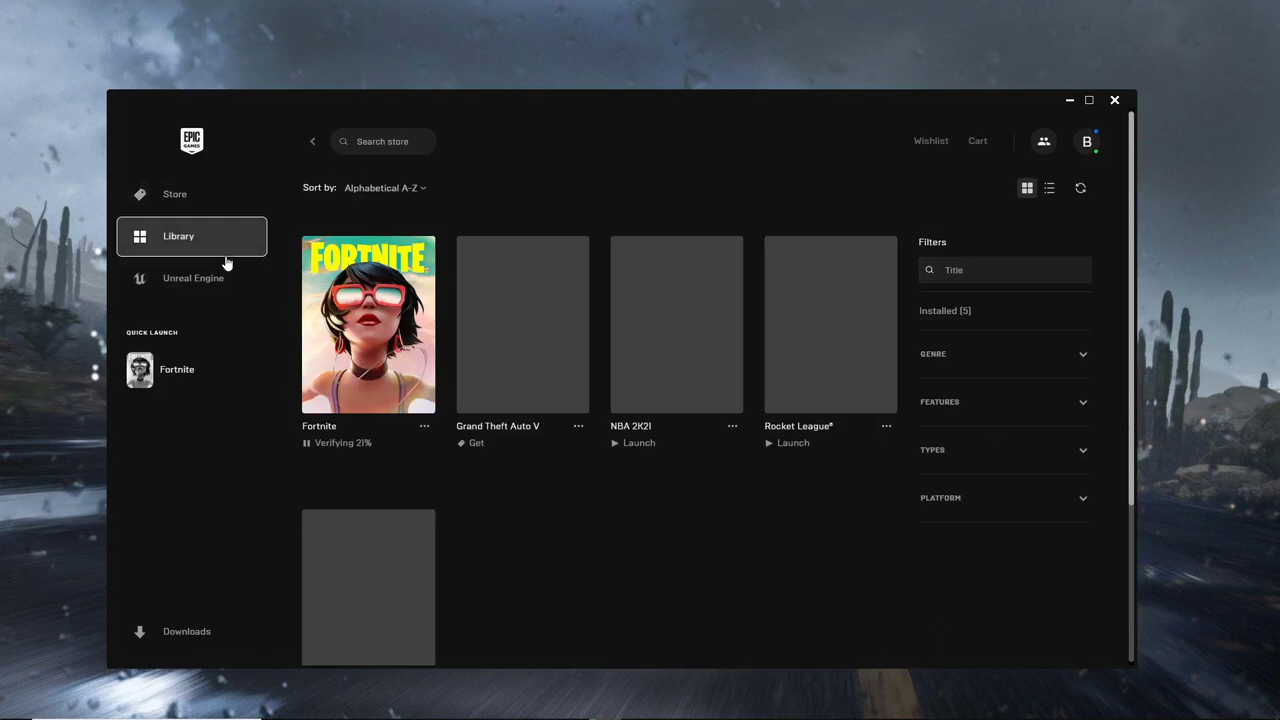 EPIC
GAMES
Search store
Wishlist
Cart
B
Store
Sort by:
Alphabetical A-Z
Library
Unreal Engine
QUICK LAUNCH
Fortnite
Downloads
FORTNITE
Fortnite
Verifying 21%
Grand Theft Auto V
Get
NBA 2K21
Launch
Rocket League®
Launch
Filters
Title
Installed (5)
GENRE
FEATURES
TYPES
PLATFORM